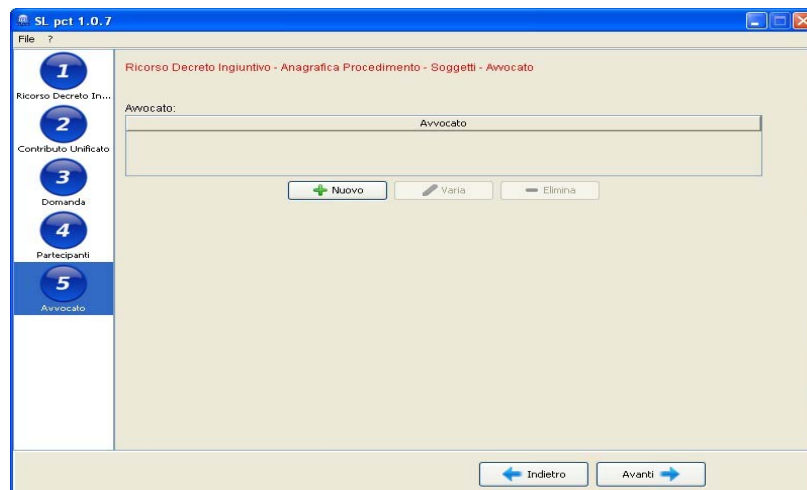 SL pct 1.0.7
File ?
1
Ricorso Decreto In...
2
Contributo Unificato
3
Domanda
4
Partecipanti
5
Avvocato
Ricorso Decreto Ingiuntivo - Anagrafica Procedimento - Soggetti - Avvocato
Avvocato:
Avvocato
Nuovo Varia Elimina
Indietro Avanti